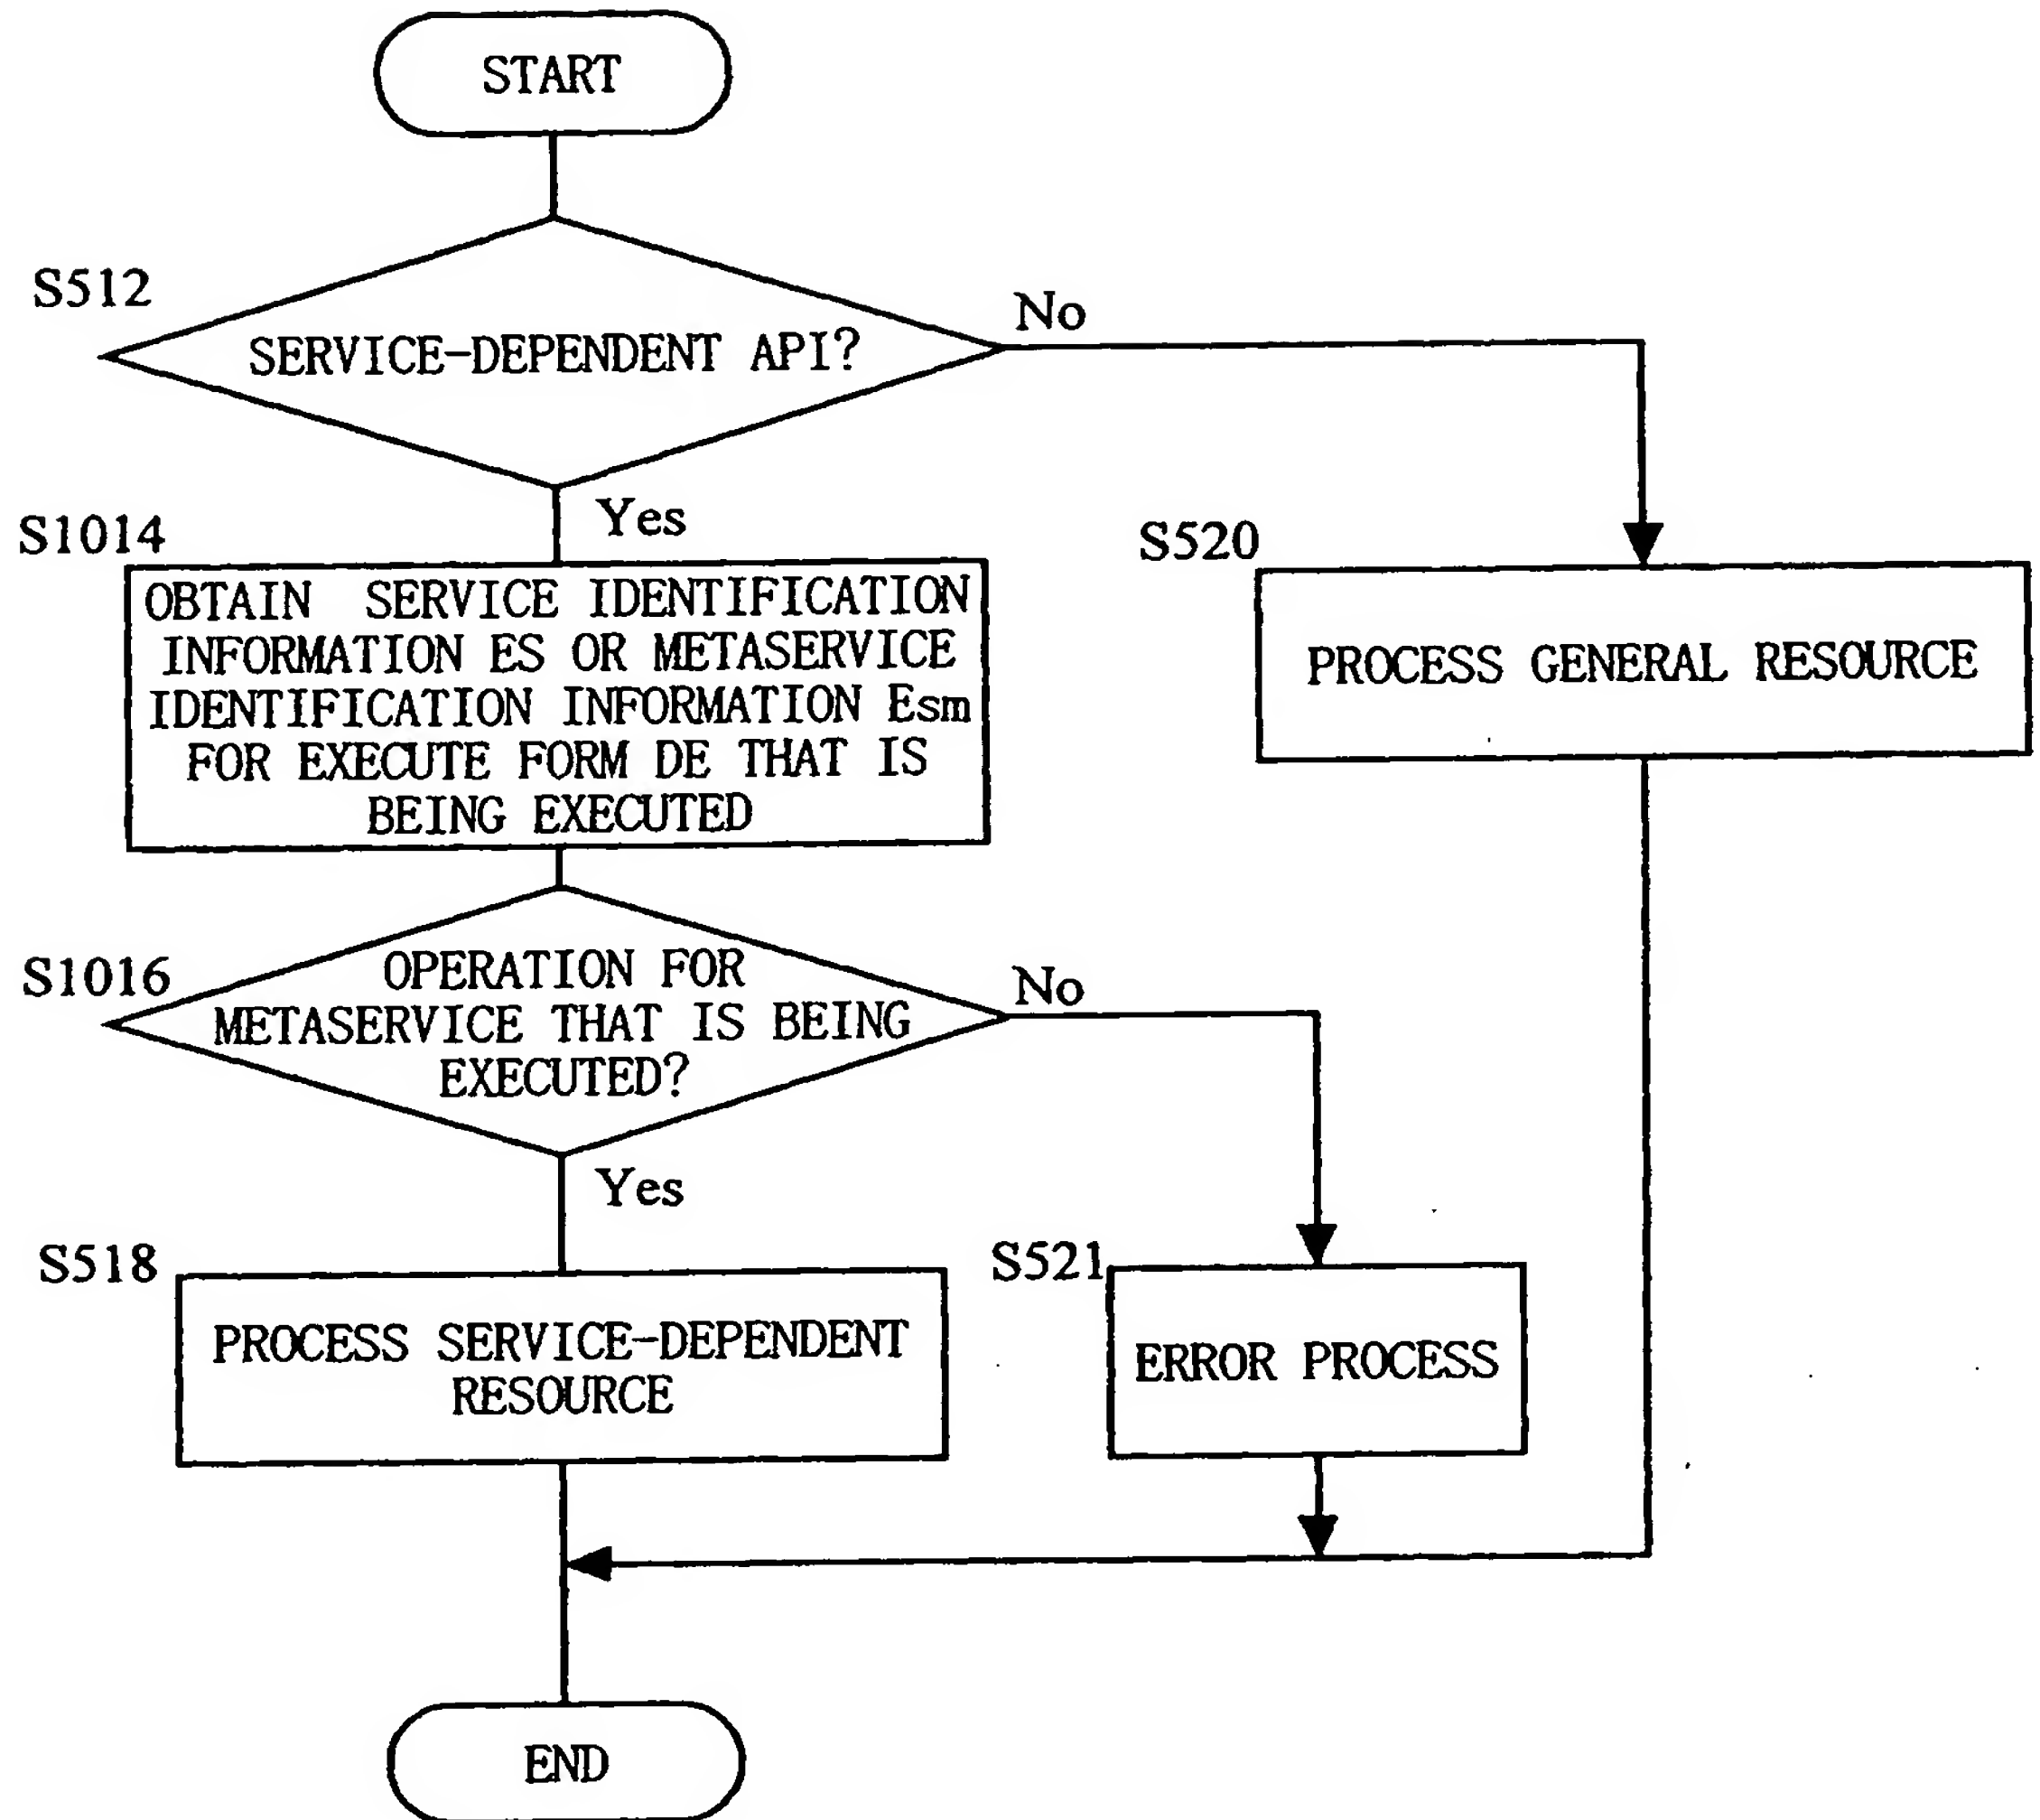 START
S512
SERVICE-DEPENDENT API?
No
Yes
S1014
OBTAIN SERVICE IDENTIFICATION
INFORMATION ES OR METASERVICE
IDENTIFICATION INFORMATION Esm
FOR EXECUTE FORM DE THAT IS
BEING EXECUTED
S520
PROCESS GENERAL RESOURCE
S1016
OPERATION FOR
METASERVICE THAT IS BEING
EXECUTED?
No
Yes
S518
PROCESS SERVICE-DEPENDENT
RESOURCE
S521
ERROR PROCESS
END